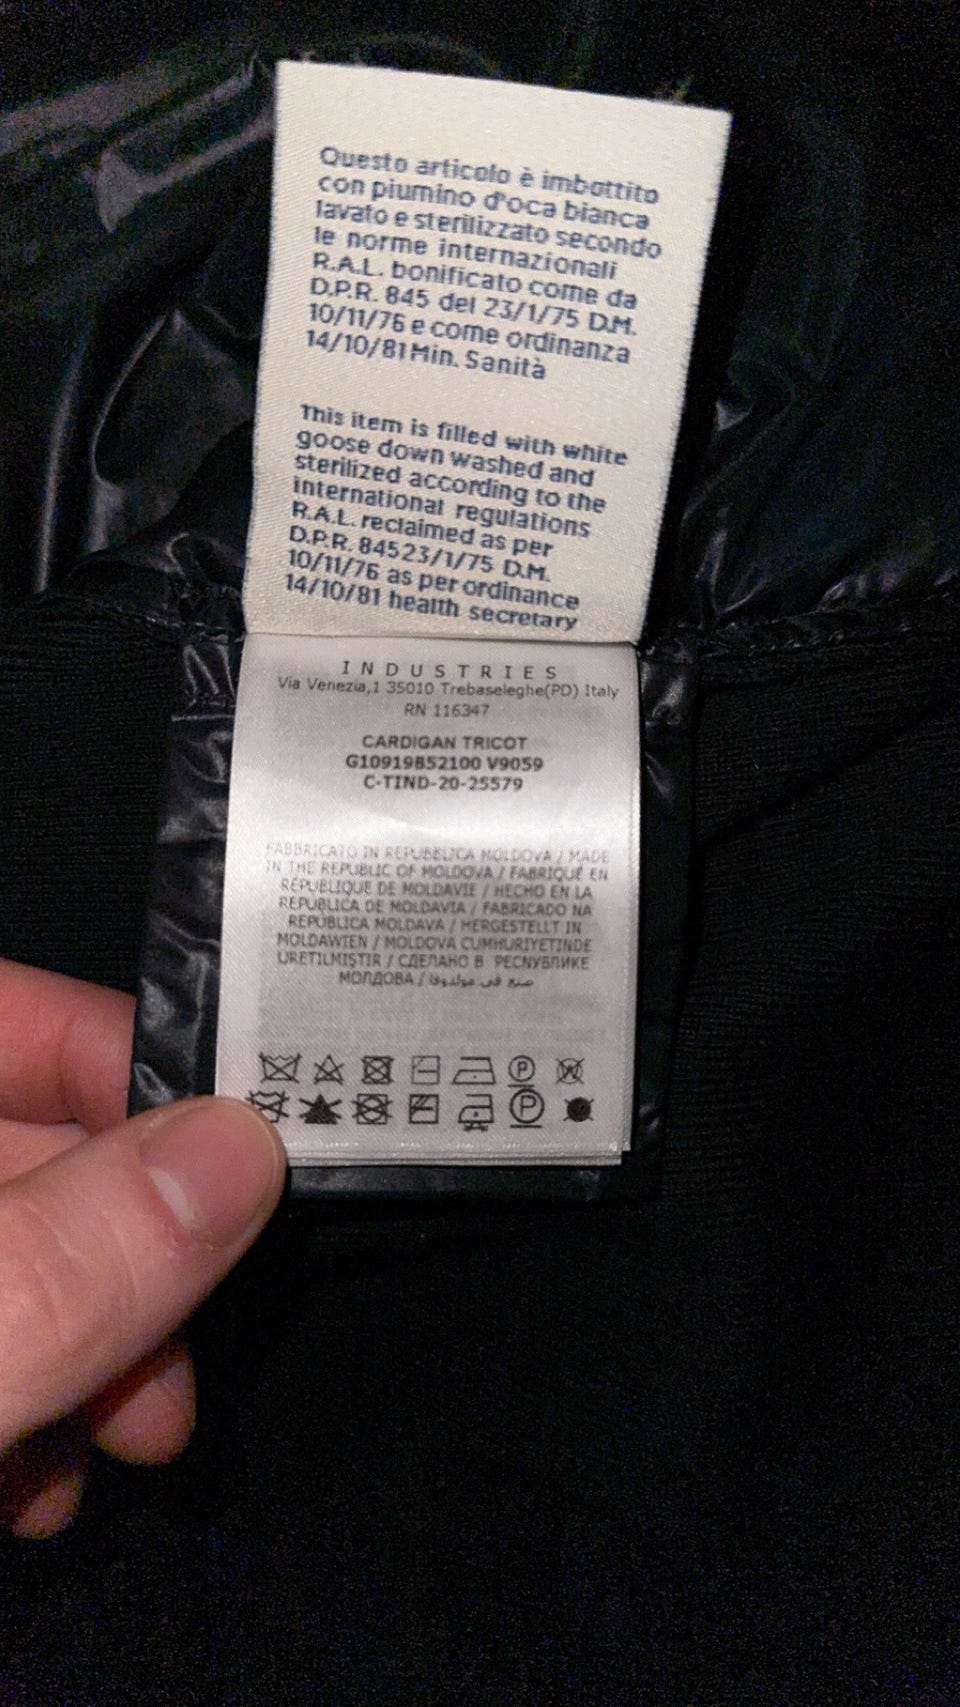 Questo articolo è imbottito
con piumino d'oca bianca
lavato e sterilizzato secondo
le norme internazionali
R.A.L. bonificato come da
D.P.R. 845 del 23/1/75 D.M.
10/11/76 e come ordinanza
14/10/81 Min. Sanità
This item is filled with white
goose down washed and
sterilized according to the
international regulations
R.A.L. reclaimed as per
D.P.R. 84523/1/75 D.M.
10/11/76 as per ordinance
14/10/81 health secretary
INDUSTRIES
Via Venezia,1 35010 Trebaseleghe(PD) Italy
RN 116347
CARDIGAN TRICOT
G10919B52100 V9059
C-TIND-20-25579
FABBRICATO IN REPUBBLICA MOLDOVA / MADE
IN THE REPUBLIC OF MOLDOVA / FABRIQUÉ EN
RÉPUBLIQUE DE MOLDAVIE / HECHO EN LA
REPUBLICA DE MOLDAVIA / FABRICADO NA
REPUBLICA MOLDAVA / HERGESTELLT IN
MOLDAWIEN / MOLDOVA CUMHURIYETINDE
URETILMIŞTIR / СДЕЛАНО В РЕСПУБЛИКЕ
МОЛДОВА / صنع في مولدوفا
P W
P